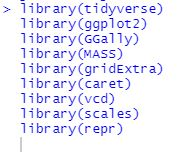 > library(tidyverse)
library(ggplot2)
library(GGally)
library(MASS)
library(gridExtra)
library(caret)
library(vcd)
library(scales)
library(repr)